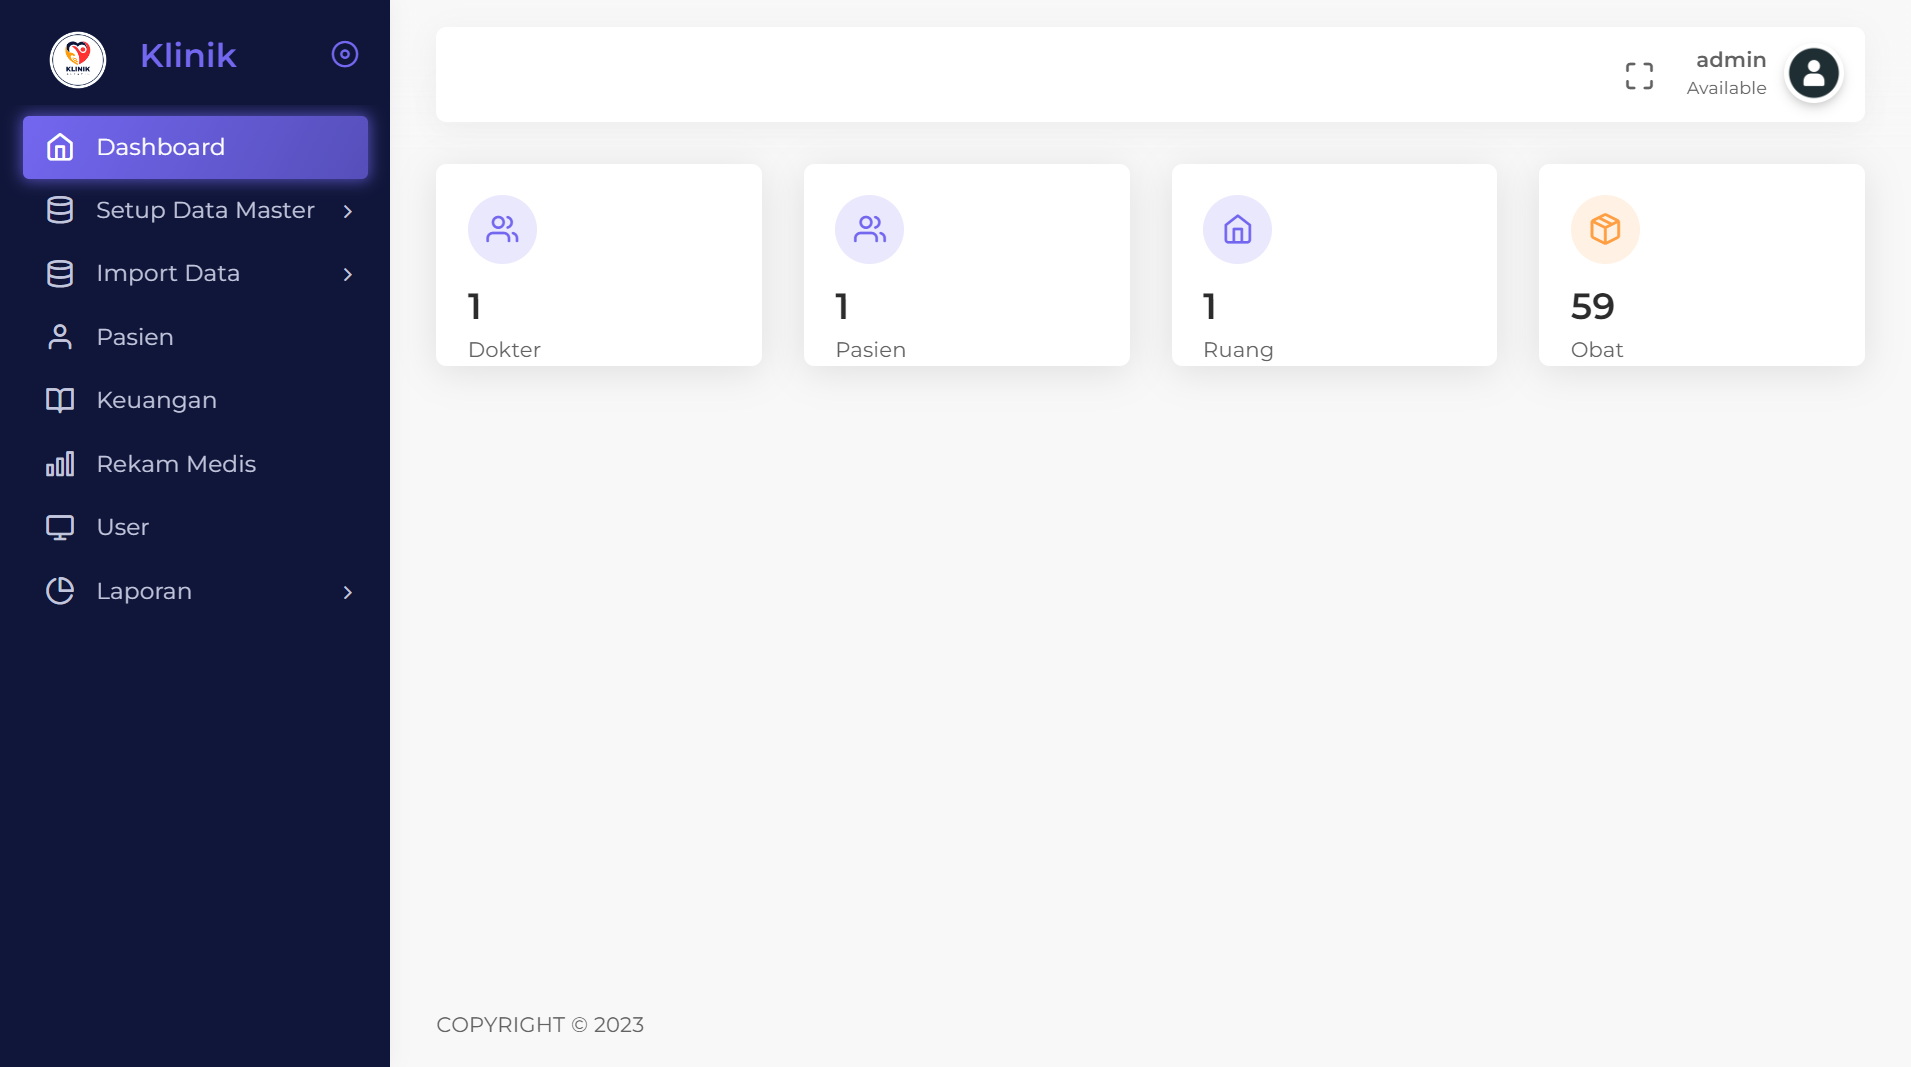 KLINIK
Klinik
Dashboard
Setup Data Master
Import Data
Pasien
Keuangan
Rekam Medis
User
Laporan
admin
Available
1
Dokter
1
Pasien
1
Ruang
59
Obat
COPYRIGHT © 2023